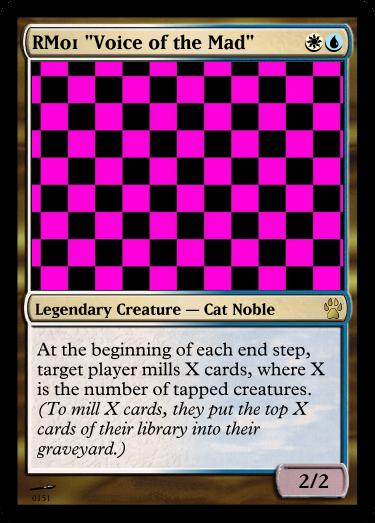 RM01 "Voice of the Mad"
Legendary Creature — Cat Noble
At the beginning of each end step,
target player mills X cards, where X
is the number of tapped creatures.
(To mill X cards, they put the top X
cards of their library into their
graveyard.)
2/2
0151